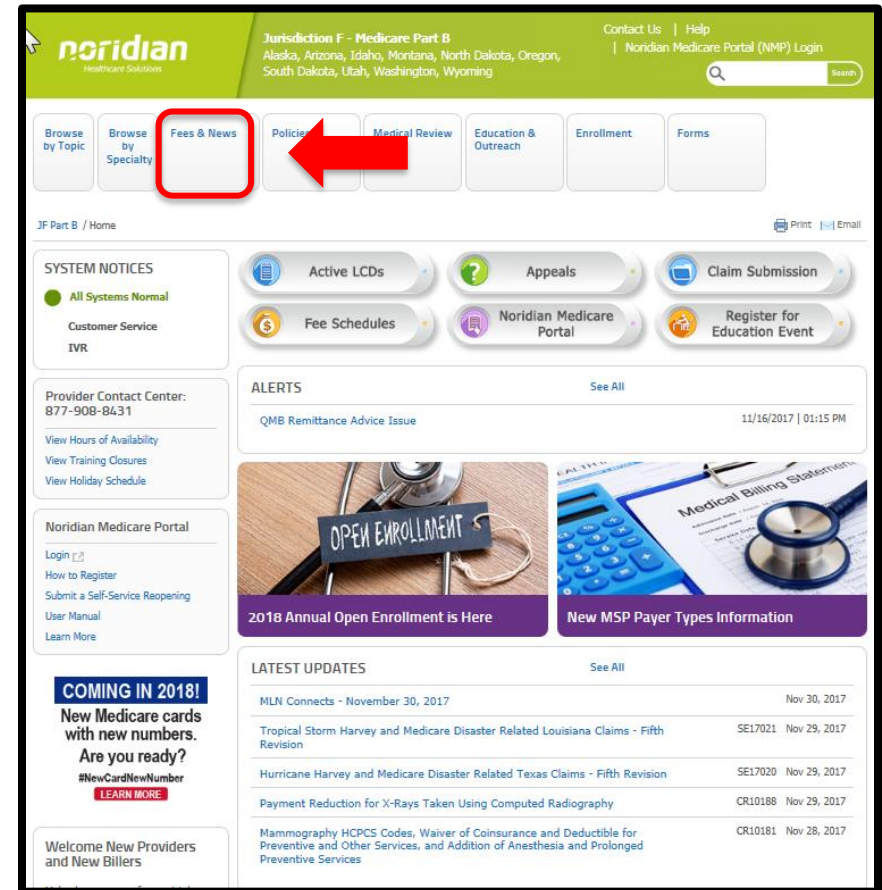 noridian
Healthcare Solutions
Jurisdiction F - Medicare Part B
Alaska, Arizona, Idaho, Montana, North Dakota, Oregon,
South Dakota, Utah, Washington, Wyoming
Contact Us | Help
| Noridian Medicare Portal (NMP) Login
Search
Browse by Topic
Browse by Specialty
Fees & News
Policies
Medical Review
Education & Outreach
Enrollment
Forms
JF Part B / Home
Print
Email
SYSTEM NOTICES
All Systems Normal
Customer Service
IVR
Active LCDs
Appeals
Claim Submission
Fee Schedules
Noridian Medicare Portal
Register for Education Event
Provider Contact Center:
877-908-8431
View Hours of Availability
View Training Closures
View Holiday Schedule
ALERTS
See All
QMB Remittance Advice Issue
11/16/2017 | 01:15 PM
Noridian Medicare Portal
Login
How to Register
Submit a Self-Service Reopening
User Manual
Learn More
OPEN ENROLLMENT
2018 Annual Open Enrollment is Here
Medical Billing Statement
New MSP Payer Types Information
COMING IN 2018!
New Medicare cards
with new numbers.
Are you ready?
#NewCardNewNumber
LEARN MORE
LATEST UPDATES
See All
MLN Connects - November 30, 2017
Nov 30, 2017
Tropical Storm Harvey and Medicare Disaster Related Louisiana Claims - Fifth
Revision
SE17021 Nov 29, 2017
Hurricane Harvey and Medicare Disaster Related Texas Claims - Fifth Revision
SE17020 Nov 29, 2017
Payment Reduction for X-Rays Taken Using Computed Radiography
CR10188 Nov 29, 2017
Mammography HCPCS Codes, Waiver of Coinsurance and Deductible for
Preventive and Other Services, and Addition of Anesthesia and Prolonged
Preventive Services
CR10181 Nov 28, 2017
Welcome New Providers
and New Billers